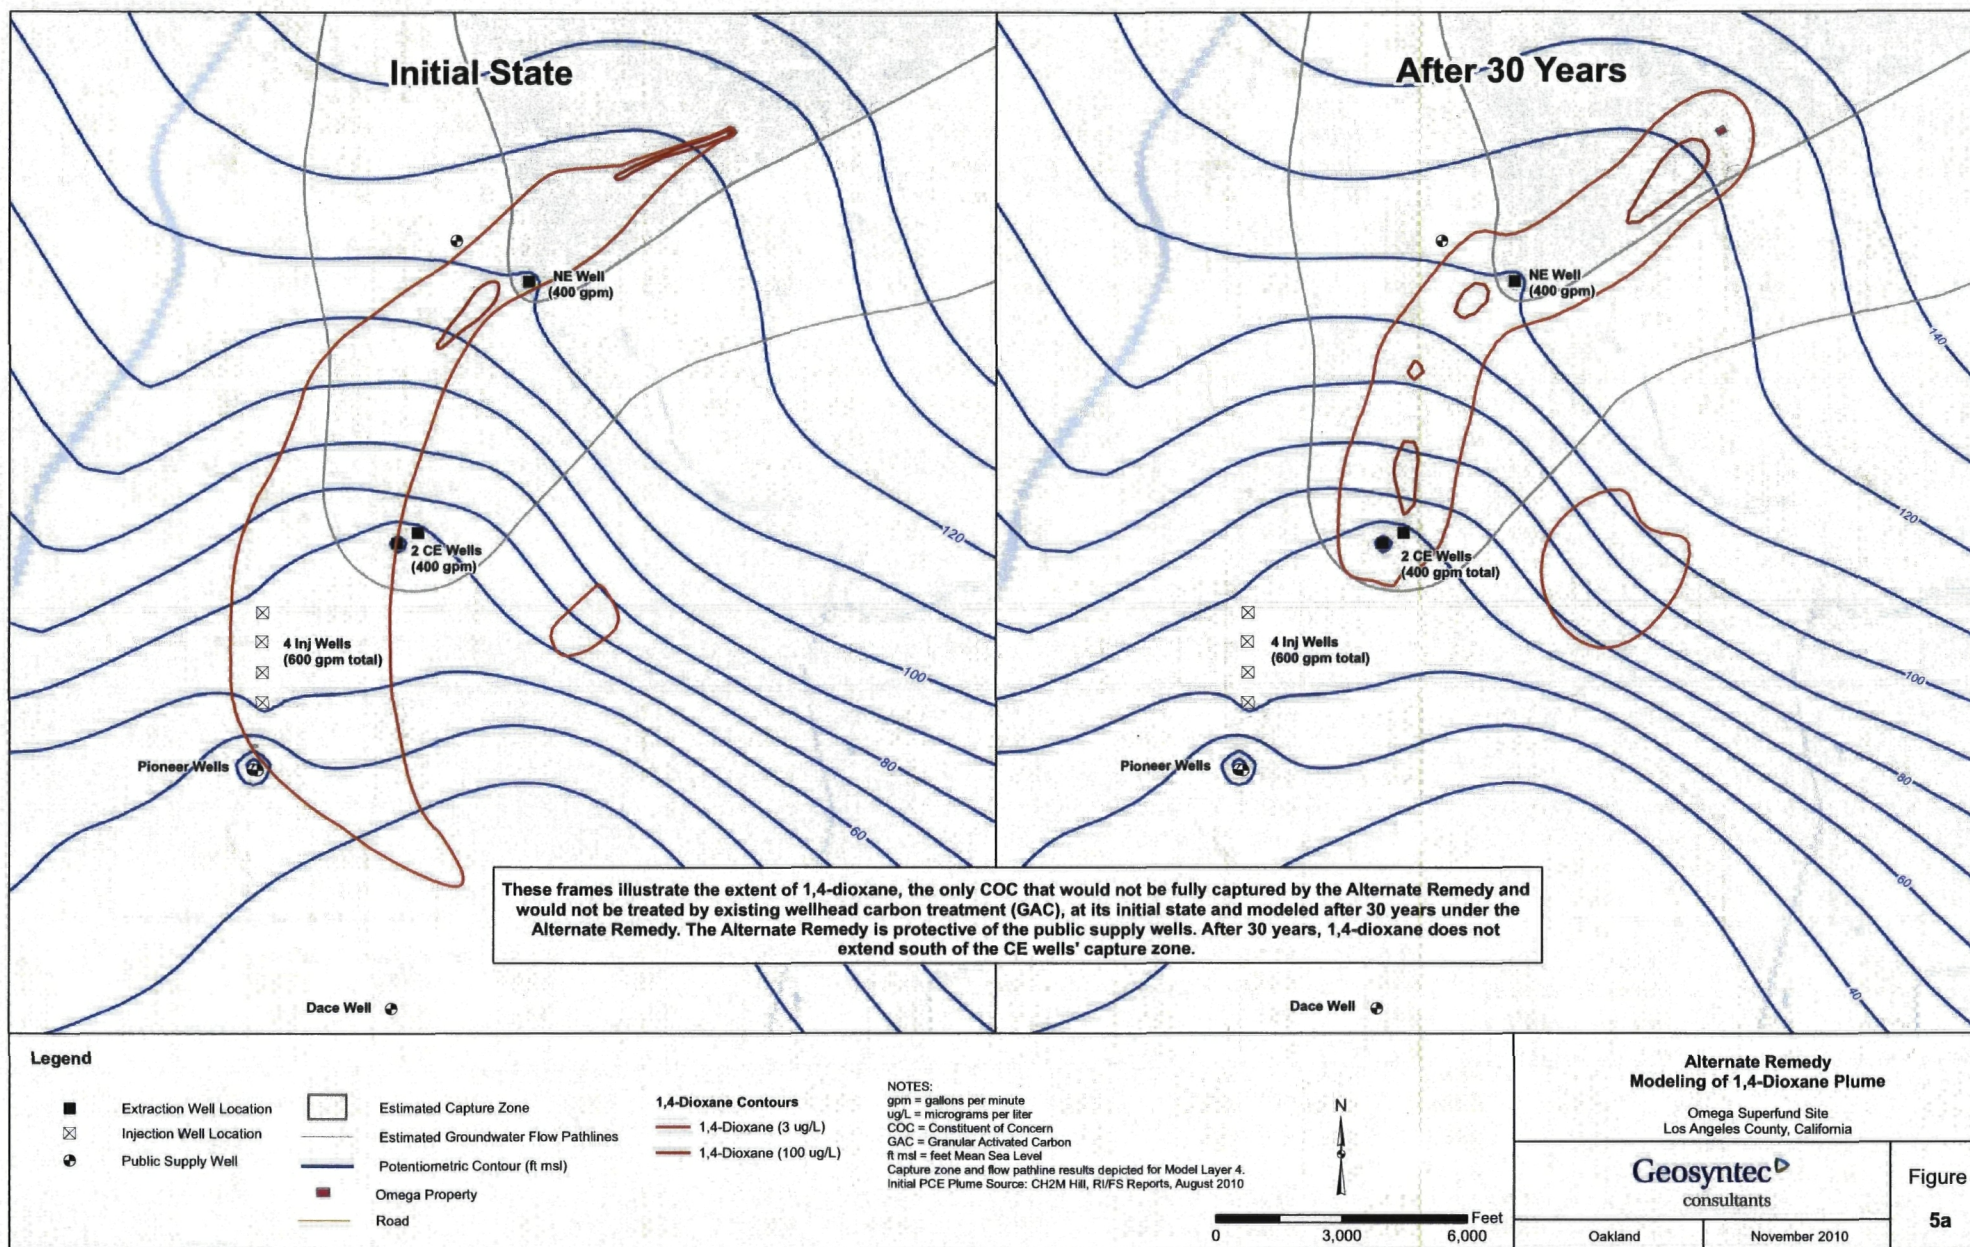 Initial State
NE Well
(400 gpm)
2 CE Wells
(400 gpm)
4 Inj Wells
(600 gpm total)
Pioneer Wells
Dace Well
120
100
80
60
After 30 Years
NE Well
(400 gpm)
2 CE Wells
(400 gpm total)
4 Inj Wells
(600 gpm total)
Pioneer Wells
Dace Well
140
120
100
80
60
40
These frames illustrate the extent of 1,4-dioxane, the only COC that would not be fully captured by the Alternate Remedy and
would not be treated by existing wellhead carbon treatment (GAC), at its initial state and modeled after 30 years under the
Alternate Remedy. The Alternate Remedy is protective of the public supply wells. After 30 years, 1,4-dioxane does not
extend south of the CE wells' capture zone.
Legend
Extraction Well Location
Injection Well Location
Public Supply Well
Estimated Capture Zone
Estimated Groundwater Flow Pathlines
Potentiometric Contour (ft msl)
Omega Property
Road
1,4-Dioxane Contours
1,4-Dioxane (3 ug/L)
1,4-Dioxane (100 ug/L)
NOTES:
gpm = gallons per minute
ug/L = micrograms per liter
COC = Constituent of Concern
GAC = Granular Activated Carbon
ft msl = feet Mean Sea Level
Capture zone and flow pathline results depicted for Model Layer 4.
Initial PCE Plume Source: CH2M Hill, RI/FS Reports, August 2010
N
Feet
0 3,000 6,000
Alternate Remedy
Modeling of 1,4-Dioxane Plume
Omega Superfund Site
Los Angeles County, California
Geosyntec
consultants
Figure
5a
Oakland
November 2010